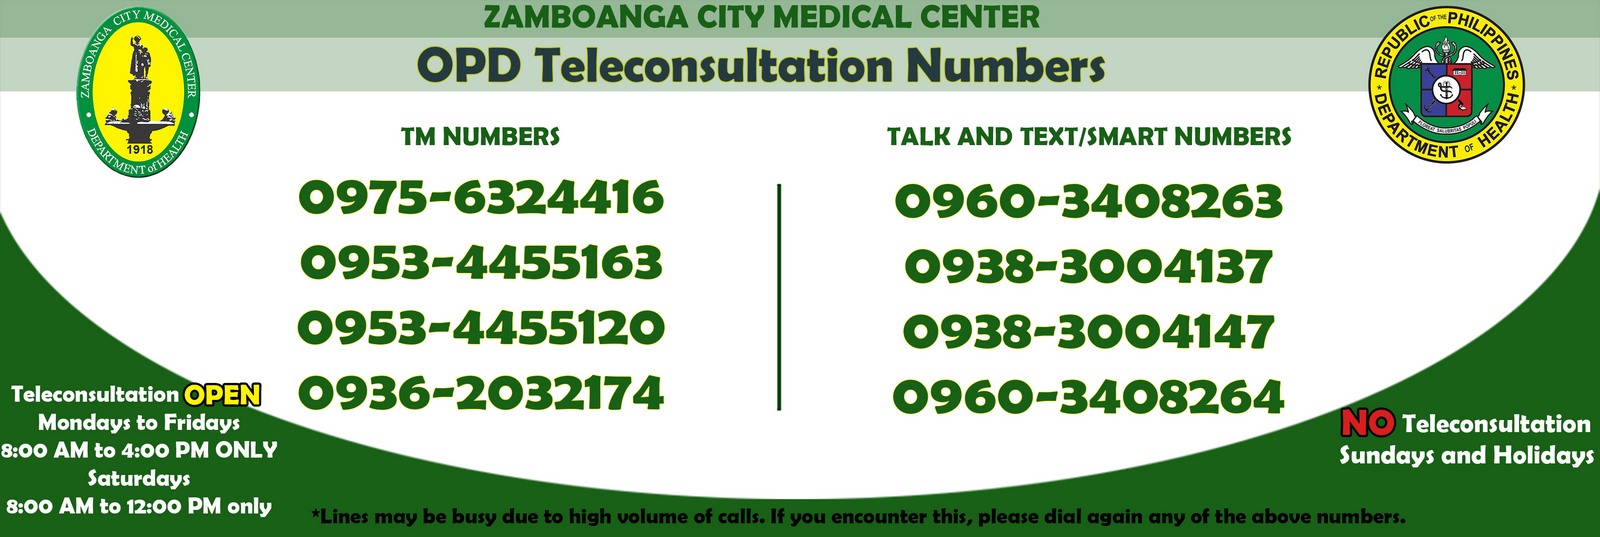 ZAMBOANGA CITY MEDICAL CENTER
OPD Teleconsultation Numbers
ZAMBOANGA CITY MEDICAL CENTER
1918
DEPARTMENT of HEALTH
REPUBLIC OF THE PHILIPPINES
DEPARTMENT OF HEALTH
TM NUMBERS
0975-6324416
0953-4455163
0953-4455120
0936-2032174
TALK AND TEXT/SMART NUMBERS
0960-3408263
0938-3004137
0938-3004147
0960-3408264
Teleconsultation OPEN
Mondays to Fridays
8:00 AM to 4:00 PM ONLY
Saturdays
8:00 AM to 12:00 PM only
NO Teleconsultation
Sundays and Holidays
*Lines may be busy due to high volume of calls. If you encounter this, please dial again any of the above numbers.